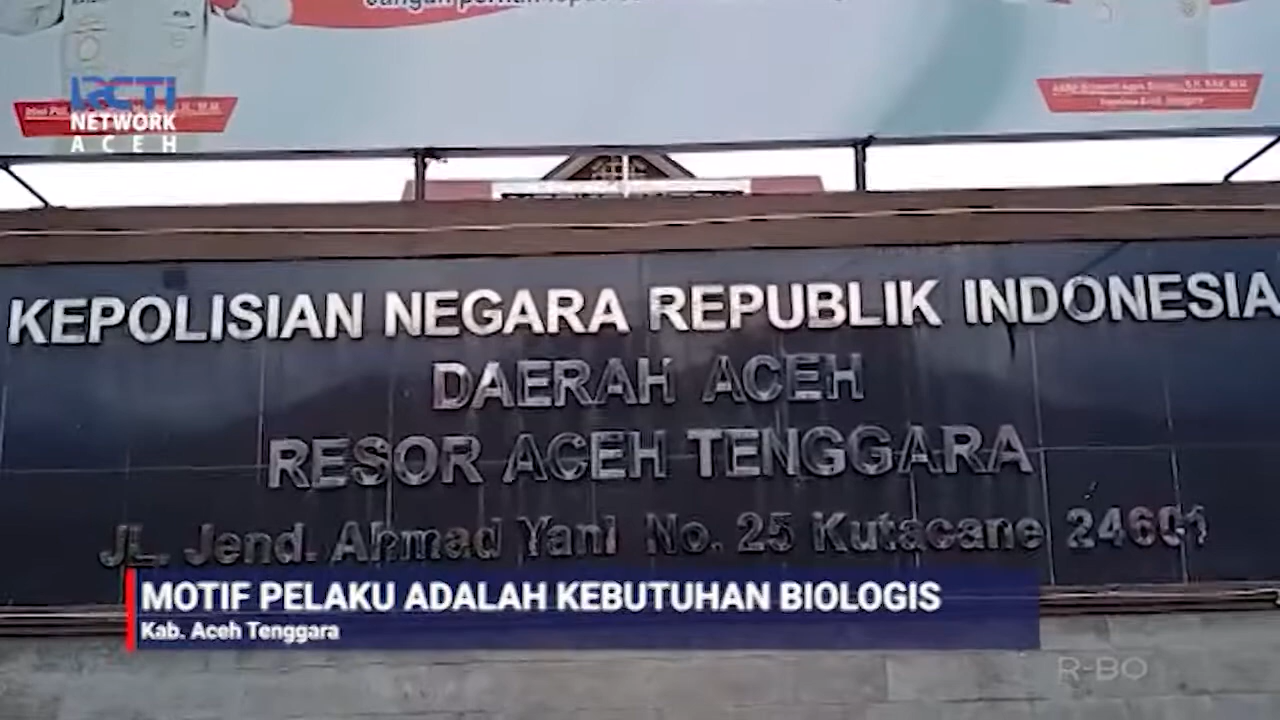 RCTI
NETWORK
ACEH
KEPOLISIAN NEGARA REPUBLIK INDONESIA
DAERAH ACEH
RESOR ACEH TENGGARA
JL. Jend. Ahmad Yani No. 25 Kutacane 24601
MOTIF PELAKU ADALAH KEBUTUHAN BIOLOGIS
Kab. Aceh Tenggara
R-BO